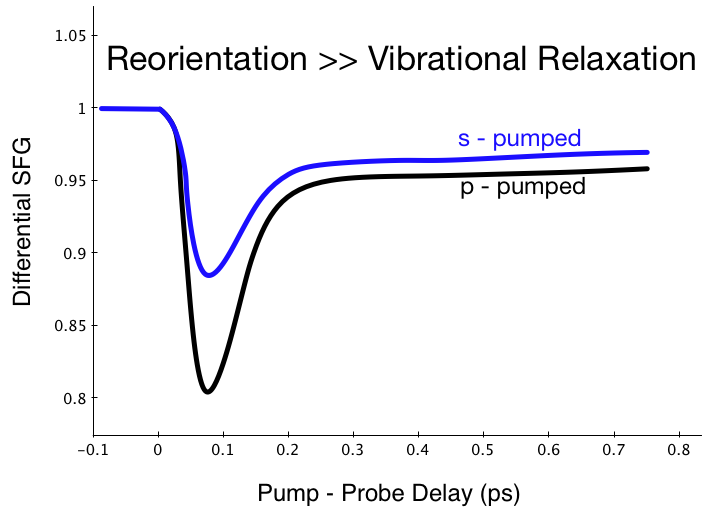 Reorientation >> Vibrational Relaxation
s - pumped
p - pumped
Differential SFG
1.05
1
0.95
0.9
0.85
0.8
−0.1 0 0.1 0.2 0.3 0.4 0.5 0.6 0.7 0.8
Pump - Probe Delay (ps)